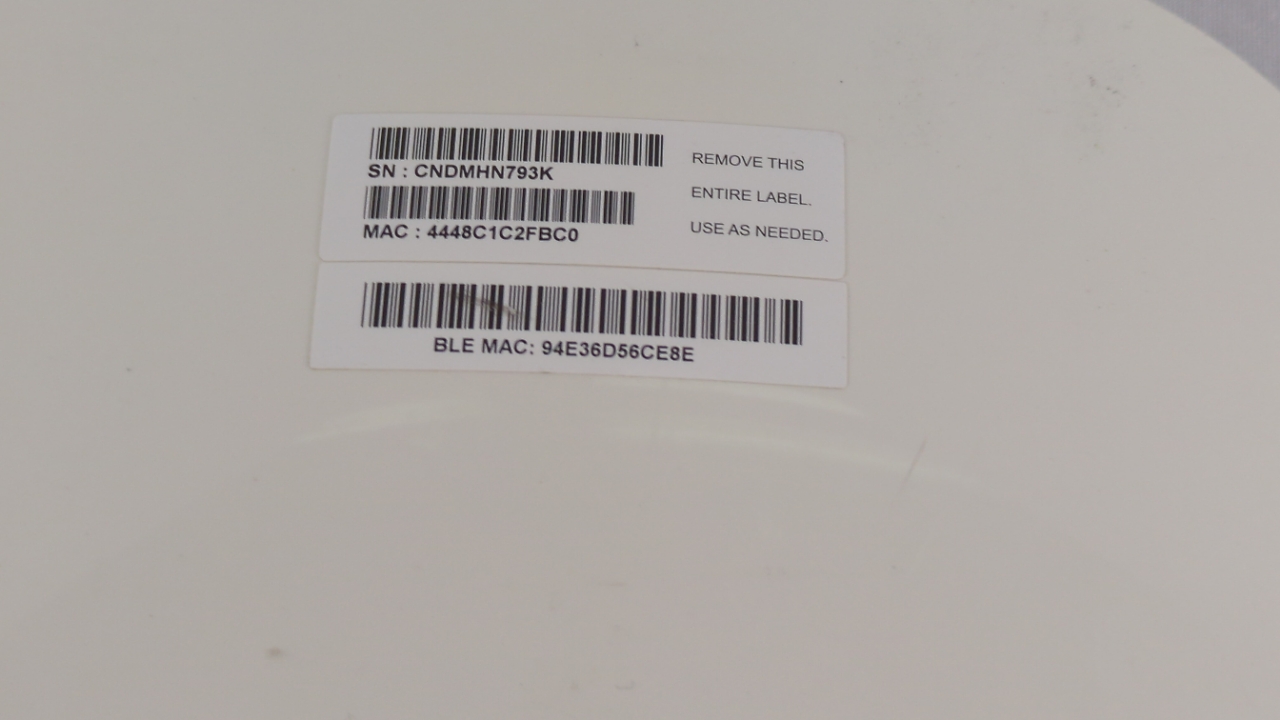 SN : CNDMHN793K
MAC : 4448C1C2FBC0
REMOVE THIS
ENTIRE LABEL.
USE AS NEEDED.
BLE MAC: 94E36D56CE8E